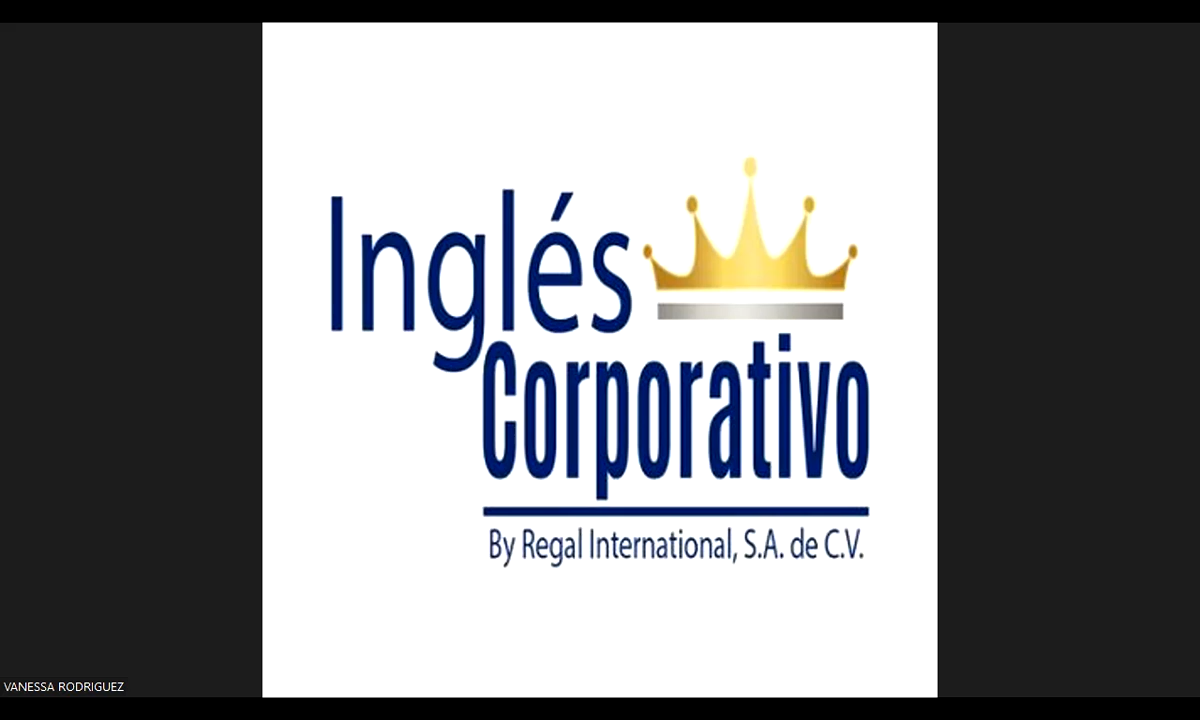 Inglés
Corporativo
By Regal International, S.A. de C.V.
VANESSA RODRIGUEZ